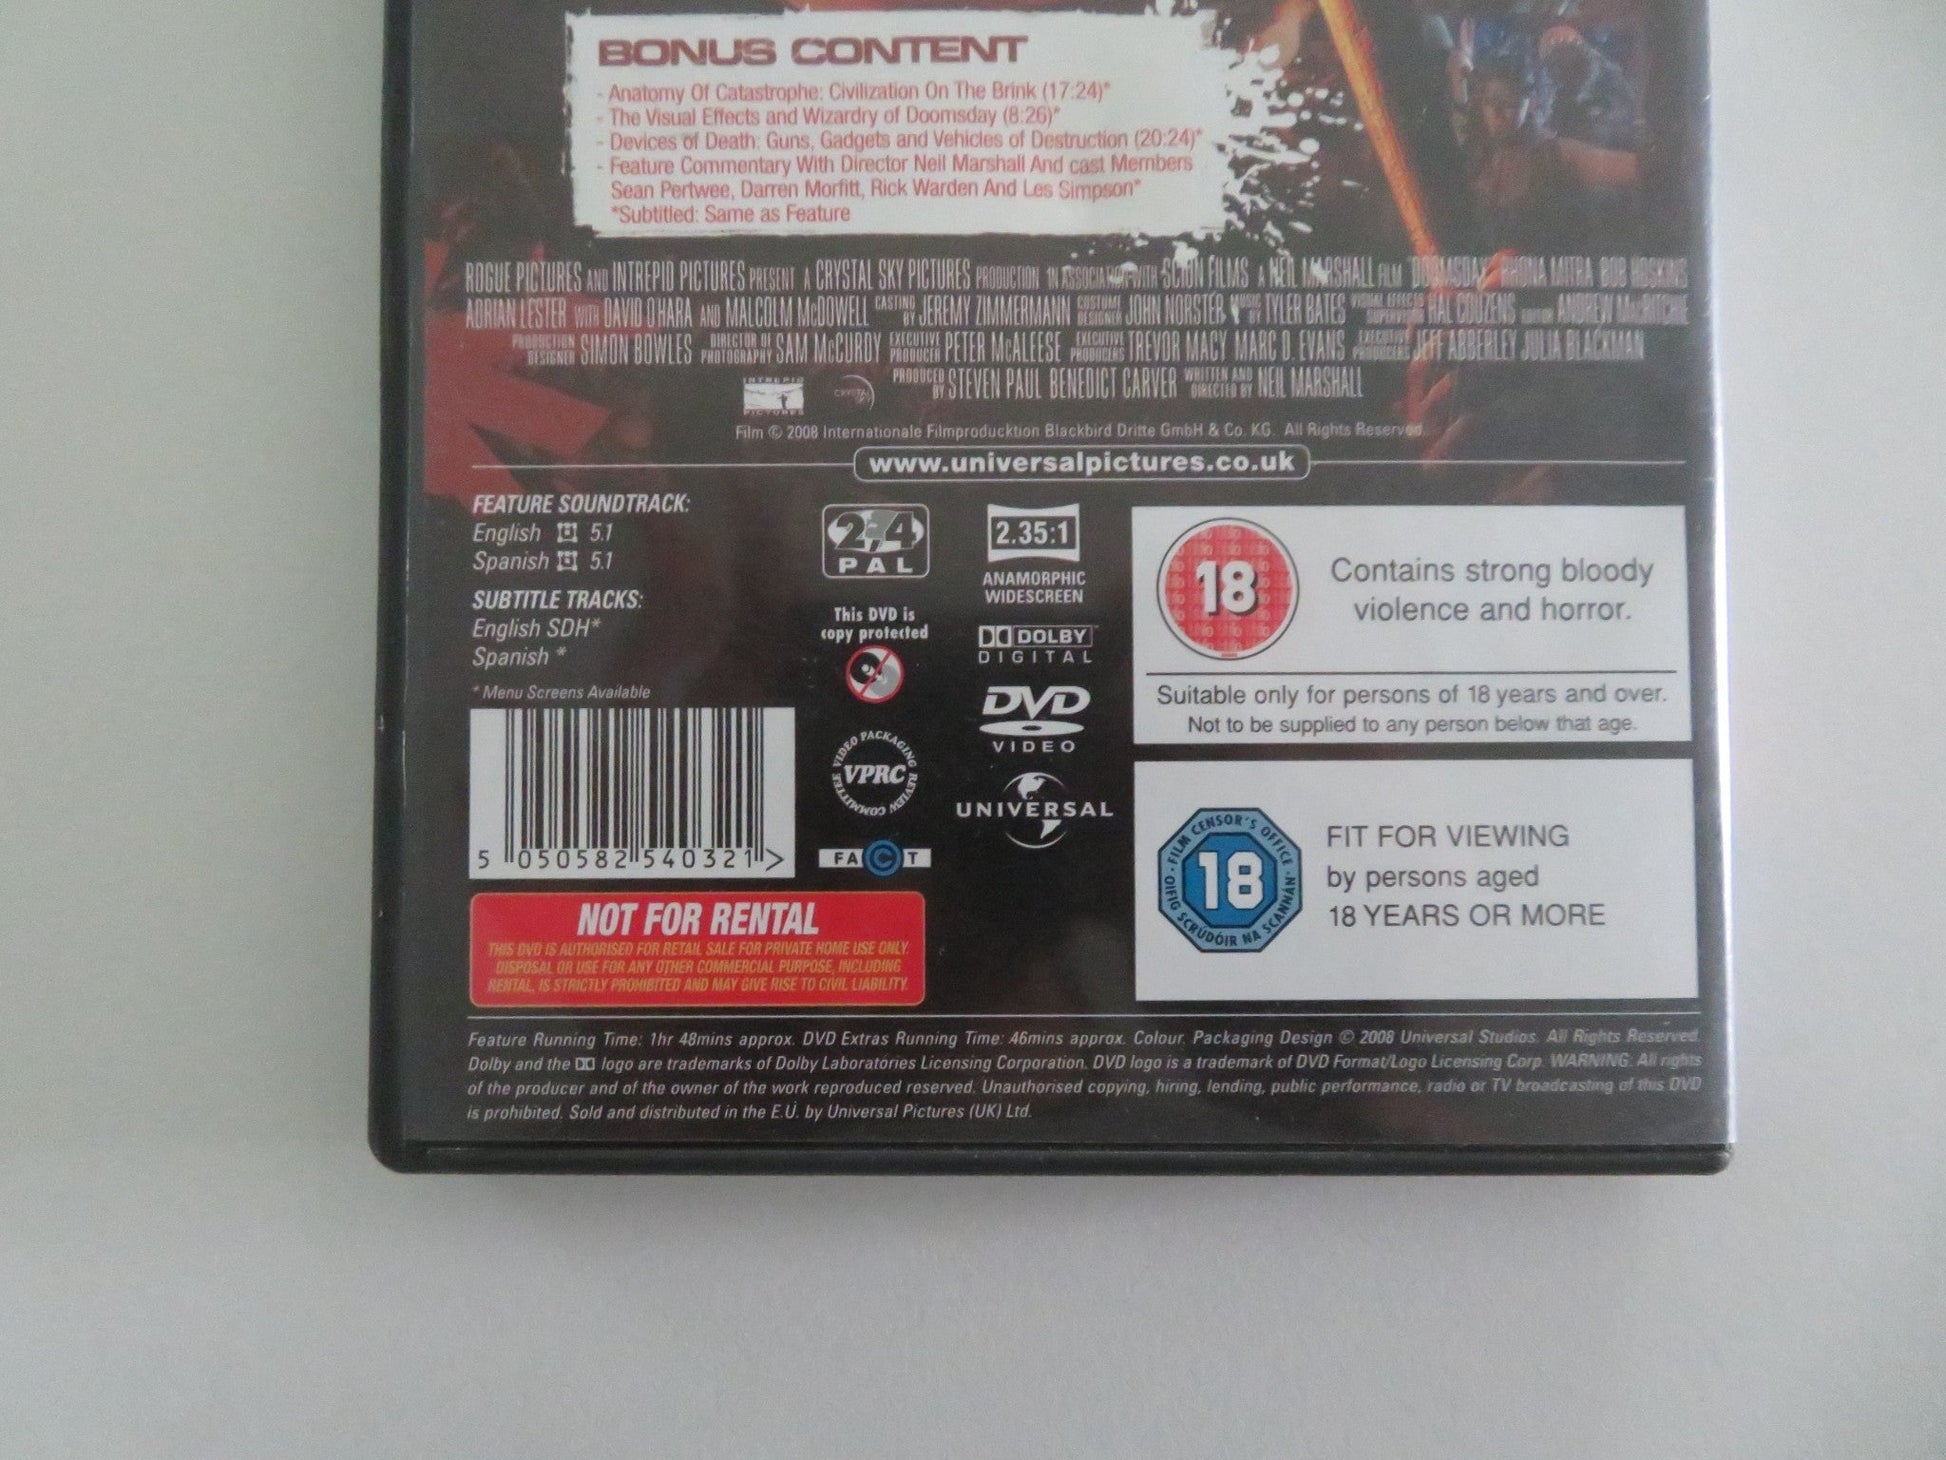 BONUS CONTENT
- Anatomy Of Catastrophe: Civilization On The Brink (17:24)*
- The Visual Effects and Wizardry of Doomsday (8:26)*
- Devices of Death: Guns, Gadgets and Vehicles of Destruction (20:24)*
- Feature Commentary With Director Neil Marshall And cast Members
Sean Pertwee, Darren Morfitt, Rick Warden And Les Simpson*
*Subtitled: Same as Feature
ROGUE PICTURES AND INTREPID PICTURES PRESENT A CRYSTAL SKY PICTURES PRODUCTION IN ASSOCIATION WITH SCION FILMS A NEIL MARSHALL FILM "DOOMSDAY" RHONA MITRA BOB HOSKINS
ADRIAN LESTER WITH DAVID O'HARA AND MALCOLM McDOWELL CASTING BY JEREMY ZIMMERMANN COSTUME DESIGNER JOHN NORSTER MUSIC BY TYLER BATES VISUAL EFFECTS SUPERVISOR HAL COUZENS EDITOR ANDREW MacRITCHIE
PRODUCTION DESIGNER SIMON BOWLES DIRECTOR OF PHOTOGRAPHY SAM McCURDY EXECUTIVE PRODUCER PETER McALEESE EXECUTIVE PRODUCERS TREVOR MACY MARC D. EVANS EXECUTIVE PRODUCERS JEFF ABBERLEY JULIA BLACKMAN
PRODUCED BY STEVEN PAUL BENEDICT CARVER WRITTEN AND DIRECTED BY NEIL MARSHALL
INTREPID
PICTURES
CRYSTAL SKY
Film © 2008 Internationale Filmproducktion Blackbird Dritte GmbH & Co. KG. All Rights Reserved.
www.universalpictures.co.uk
FEATURE SOUNDTRACK:
English 5.1
Spanish 5.1
SUBTITLE TRACKS:
English SDH*
Spanish *
* Menu Screens Available
5 050582 540321 >
2,4
PAL
This DVD is
copy protected
VIDEO PACKAGING REVIEW COMMITTEE
VPRC
FACT
2.35:1
ANAMORPHIC
WIDESCREEN
DOLBY
DIGITAL
DVD
VIDEO
UNIVERSAL
18
Contains strong bloody
violence and horror.
Suitable only for persons of 18 years and over.
Not to be supplied to any person below that age.
FILM CENSOR'S OFFICE
18
OIFIG SCRÚDÓIR NA SCANNÁN
FIT FOR VIEWING
by persons aged
18 YEARS OR MORE
NOT FOR RENTAL
THIS DVD IS AUTHORISED FOR RETAIL SALE FOR PRIVATE HOME USE ONLY.
DISPOSAL OR USE FOR ANY OTHER COMMERCIAL PURPOSE, INCLUDING
RENTAL, IS STRICTLY PROHIBITED AND MAY GIVE RISE TO CIVIL LIABILITY.
Feature Running Time: 1hr 48mins approx. DVD Extras Running Time: 46mins approx. Colour. Packaging Design © 2008 Universal Studios. All Rights Reserved.
Dolby and the logo are trademarks of Dolby Laboratories Licensing Corporation. DVD logo is a trademark of DVD Format/Logo Licensing Corp. WARNING: All rights
of the producer and of the owner of the work reproduced reserved. Unauthorised copying, hiring, lending, public performance, radio or TV broadcasting of this DVD
is prohibited. Sold and distributed in the E.U. by Universal Pictures (UK) Ltd.